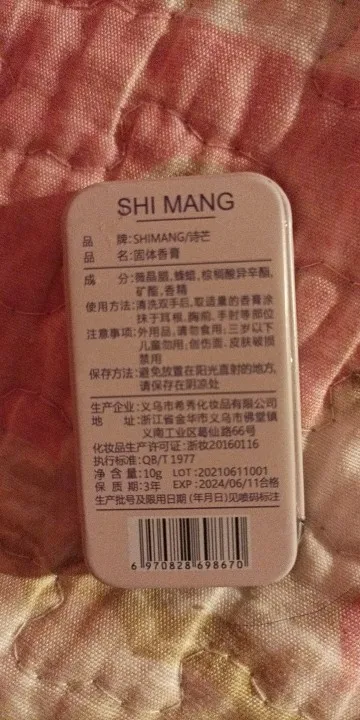 SHI MANG
品 牌:SHIMANG/诗芒
品 名:固体香膏
成 分:微晶腊,蜂蜡,棕榈酸异辛酯,
矿酯,香精
使用方法:清洗双手后,取适量的香膏涂
抹于耳根、胸前,手肘等部位
注意事项:外用品,请勿食用;三岁以下
儿童勿用;创伤面、皮肤破损
禁用
保存方法:避免放置在阳光直射的地方,
请保存在阴凉处
生产企业:义乌市希秀化妆品有限公司
地 址:浙江省金华市义乌市佛堂镇
义南工业区葛仙路66号
化妆品生产许可证:浙妆20160116
执行标准:QB/T 1977
净 含 量:10g LOT:20210611001
保 质 期:3年 EXP:2024/06/11合格
生产批号及限用日期(年月日)见喷码标注
6 970828 698670